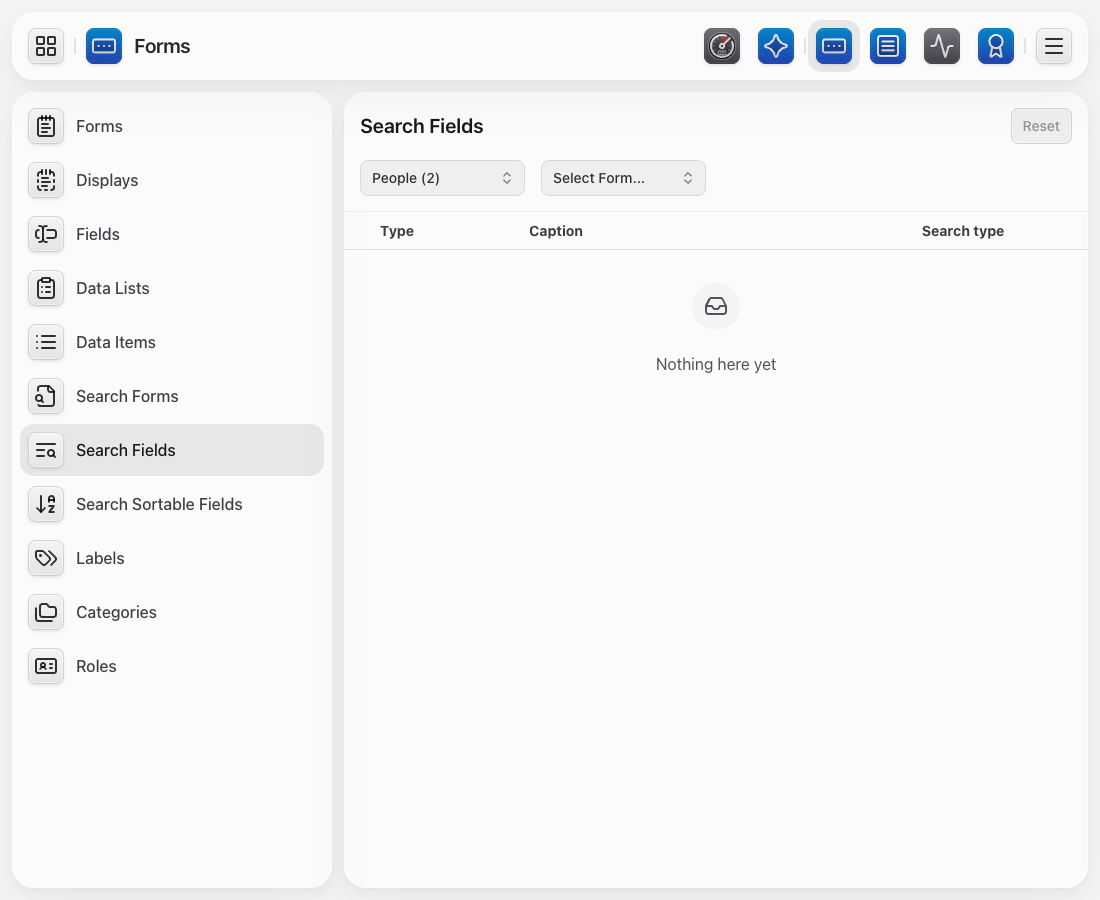 Forms
Forms
Displays
Fields
Data Lists
Data Items
Search Forms
Search Fields
Search Sortable Fields
Labels
Categories
Roles
Search Fields
Reset
People (2)
Select Form...
Type Caption Search type
Nothing here yet